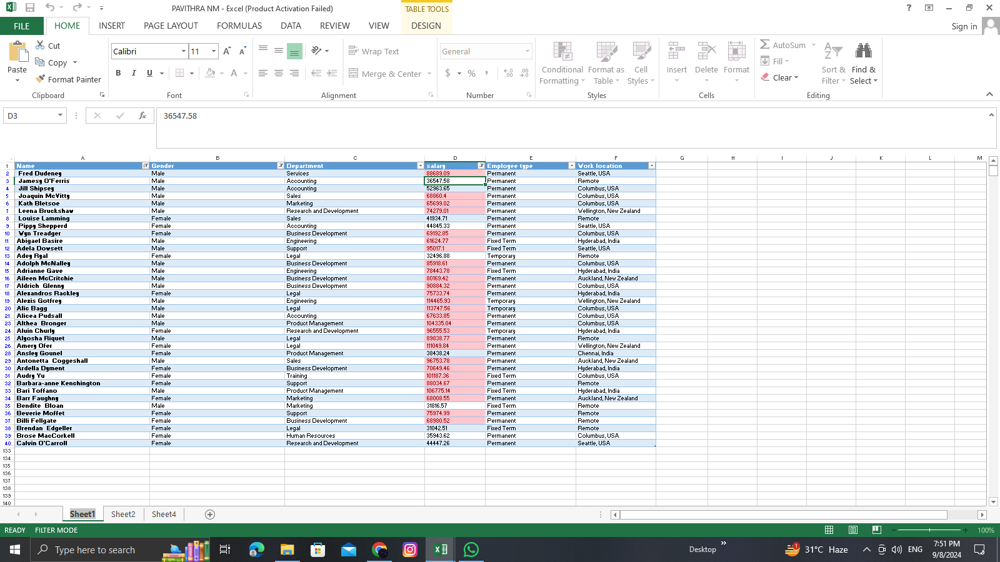 PAVITHRA NM - Excel (Product Activation Failed)
TABLE TOOLS
FILE HOME INSERT PAGE LAYOUT FORMULAS DATA REVIEW VIEW DESIGN Sign in
Paste Cut Copy Format Painter Clipboard
Calibri 11 B I U Font
Wrap Text Merge & Center Alignment
General $ % Number
Conditional Formatting Format as Table Cell Styles Styles
Insert Delete Format Cells
AutoSum Fill Clear Sort & Filter Find & Select Editing
D3 fx 36547.58
A B C D E F G H I J K L M
1 Name Gender Department salary Employee type Work location
2 Fred Dudeney Male Services 88689.09 Permanent Seattle, USA
3 Jamesy O'Ferris Male Accounting 36547.58 Permanent Remote
4 Jill Shipsey Male Accounting 52963.65 Permanent Columbus, USA
5 Joaquin McVitty Male Sales 68860.4 Permanent Columbus, USA
6 Kath Bletsoe Male Marketing 65699.02 Permanent Columbus, USA
7 Leena Bruckshaw Male Research and Development 74279.01 Permanent Wellington, New Zealand
8 Louise Lamming Female Sales 41934.71 Permanent Remote
9 Pippy Shepperd Female Accounting 44845.33 Permanent Seattle, USA
10 Wyn Treadger Female Business Development 69192.85 Permanent Columbus, USA
11 Abigael Basire Male Engineering 61624.77 Fixed Term Hyderabad, India
12 Adela Dowsett Male Support 95017.1 Fixed Term Seattle, USA
13 Adey Ryal Female Legal 32496.88 Temporary Remote
14 Adolph McNalley Male Business Development 85918.61 Permanent Columbus, USA
15 Adrianne Gave Male Engineering 78443.78 Fixed Term Hyderabad, India
16 Aileen McCritchie Male Business Development 80169.42 Permanent Auckland, New Zealand
17 Aldrich Glenny Male Business Development 90884.32 Permanent Columbus, USA
18 Alexandros Rackley Female Legal 75733.74 Permanent Hyderabad, India
19 Alexis Gotfrey Male Engineering 114465.93 Temporary Wellington, New Zealand
20 Alic Bagg Male Legal 113747.56 Temporary Columbus, USA
21 Alicea Pudsall Male Accounting 67633.85 Permanent Columbus, USA
23 Althea Bronger Male Product Management 104335.04 Permanent Columbus, USA
24 Aluin Churly Female Research and Development 96555.53 Temporary Hyderabad, India
25 Alyosha Riquet Male Legal 89838.77 Permanent Remote
26 Amery Ofer Female Legal 111049.84 Permanent Wellington, New Zealand
28 Ansley Gounel Female Product Management 38438.24 Permanent Chennai, India
29 Antonetta Coggeshall Male Sales 96753.78 Permanent Auckland, New Zealand
30 Ardella Dyment Female Business Development 70649.46 Permanent Hyderabad, India
31 Audry Yu Female Training 101187.36 Fixed Term Columbus, USA
32 Barbara-anne Kenchington Female Support 88034.67 Permanent Remote
33 Bari Toffano Male Product Management 106775.14 Fixed Term Hyderabad, India
34 Barr Faughny Female Marketing 68008.55 Permanent Auckland, New Zealand
35 Bendite Bloan Male Marketing 31816.57 Fixed Term Remote
36 Beverie Moffet Female Support 75974.99 Permanent Remote
37 Billi Fellgate Female Business Development 68980.52 Permanent Remote
38 Brendan Edgeller Female Legal 31042.51 Fixed Term Remote
39 Brose MacCorkell Female Human Resources 35943.62 Permanent Columbus, USA
40 Calvin O'Carroll Female Research and Development 44447.26 Permanent Seattle, USA
133
134
135
136
137
138
139
140
Sheet1 Sheet2 Sheet4
READY FILTER MODE 100%
Type here to search Desktop 1 31°C Haze ENG 7:51 PM
9/8/2024